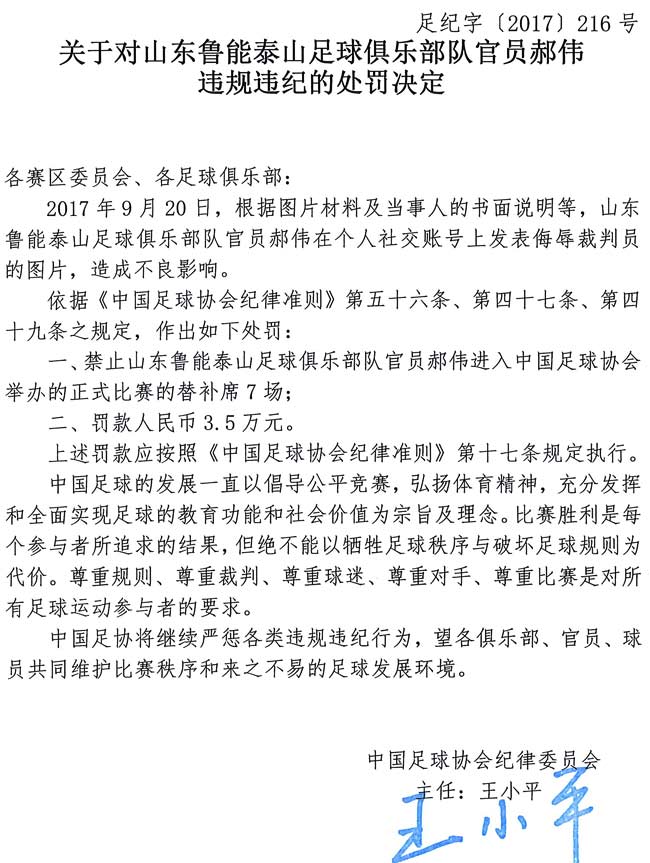 足纪字〔2017〕216 号
关于对山东鲁能泰山足球俱乐部队官员郝伟
违规违纪的处罚决定
各赛区委员会、各足球俱乐部：
2017 年 9 月 20 日，根据图片材料及当事人的书面说明等，山东
鲁能泰山足球俱乐部队官员郝伟在个人社交账号上发表侮辱裁判员
的图片，造成不良影响。
依据《中国足球协会纪律准则》第五十六条、第四十七条、第四
十九条之规定，作出如下处罚：
一、禁止山东鲁能泰山足球俱乐部队官员郝伟进入中国足球协会
举办的正式比赛的替补席 7 场；
二、罚款人民币 3.5 万元。
上述罚款应按照《中国足球协会纪律准则》第十七条规定执行。
中国足球的发展一直以倡导公平竞赛，弘扬体育精神，充分发挥
和全面实现足球的教育功能和社会价值为宗旨及理念。比赛胜利是每
个参与者所追求的结果，但绝不能以牺牲足球秩序与破坏足球规则为
代价。尊重规则、尊重裁判、尊重球迷、尊重对手、尊重比赛是对所
有足球运动参与者的要求。
中国足协将继续严惩各类违规违纪行为，望各俱乐部、官员、球
员共同维护比赛秩序和来之不易的足球发展环境。
中国足球协会纪律委员会
主任：王小平
王小平